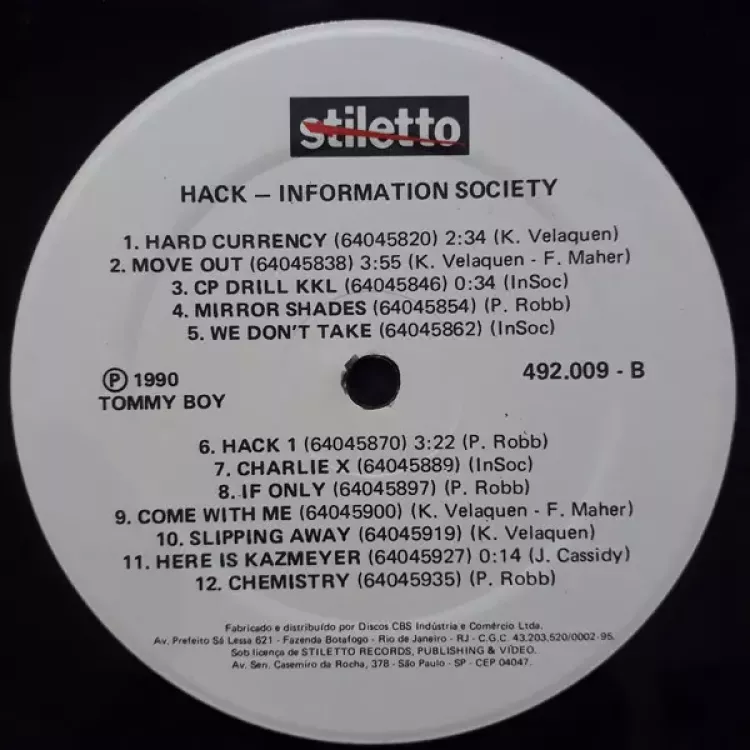 stiletto
HACK – INFORMATION SOCIETY
1. HARD CURRENCY (64045820) 2:34 (K. Velaquen)
2. MOVE OUT (64045838) 3:55 (K. Velaquen - F. Maher)
3. CP DRILL KKL (64045846) 0:34 (InSoc)
4. MIRROR SHADES (64045854) (P. Robb)
5. WE DON'T TAKE (64045862) (InSoc)
℗ 1990
TOMMY BOY
492.009 - B
6. HACK 1 (64045870) 3:22 (P. Robb)
7. CHARLIE X (64045889) (InSoc)
8. IF ONLY (64045897) (P. Robb)
9. COME WITH ME (64045900) (K. Velaquen - F. Maher)
10. SLIPPING AWAY (64045919) (K. Velaquen)
11. HERE IS KAZMEYER (64045927) 0:14 (J. Cassidy)
12. CHEMISTRY (64045935) (P. Robb)
Fabricado e distribuído por Discos CBS Indústria e Comércio Ltda.
Av. Prefeito Sá Lessa 621 - Fazenda Botafogo - Rio de Janeiro - RJ - C.G.C. 43.203.520/0002-95.
Sob licença de STILETTO RECORDS, PUBLISHING & VÍDEO.
Av. Sen. Casemiro da Rocha, 378 - São Paulo - SP - CEP 04047.